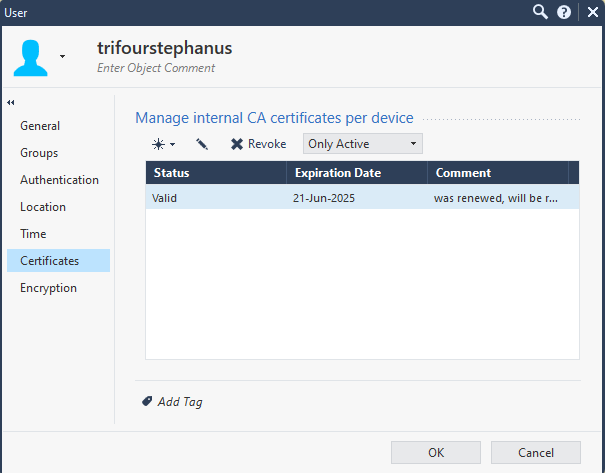 User
trifourstephanus
Enter Object Comment
General
Groups
Authentication
Location
Time
Certificates
Encryption
Manage internal CA certificates per device
Revoke Only Active
Status Expiration Date Comment
Valid 21-Jun-2025 was renewed, will be r...
Add Tag
OK Cancel